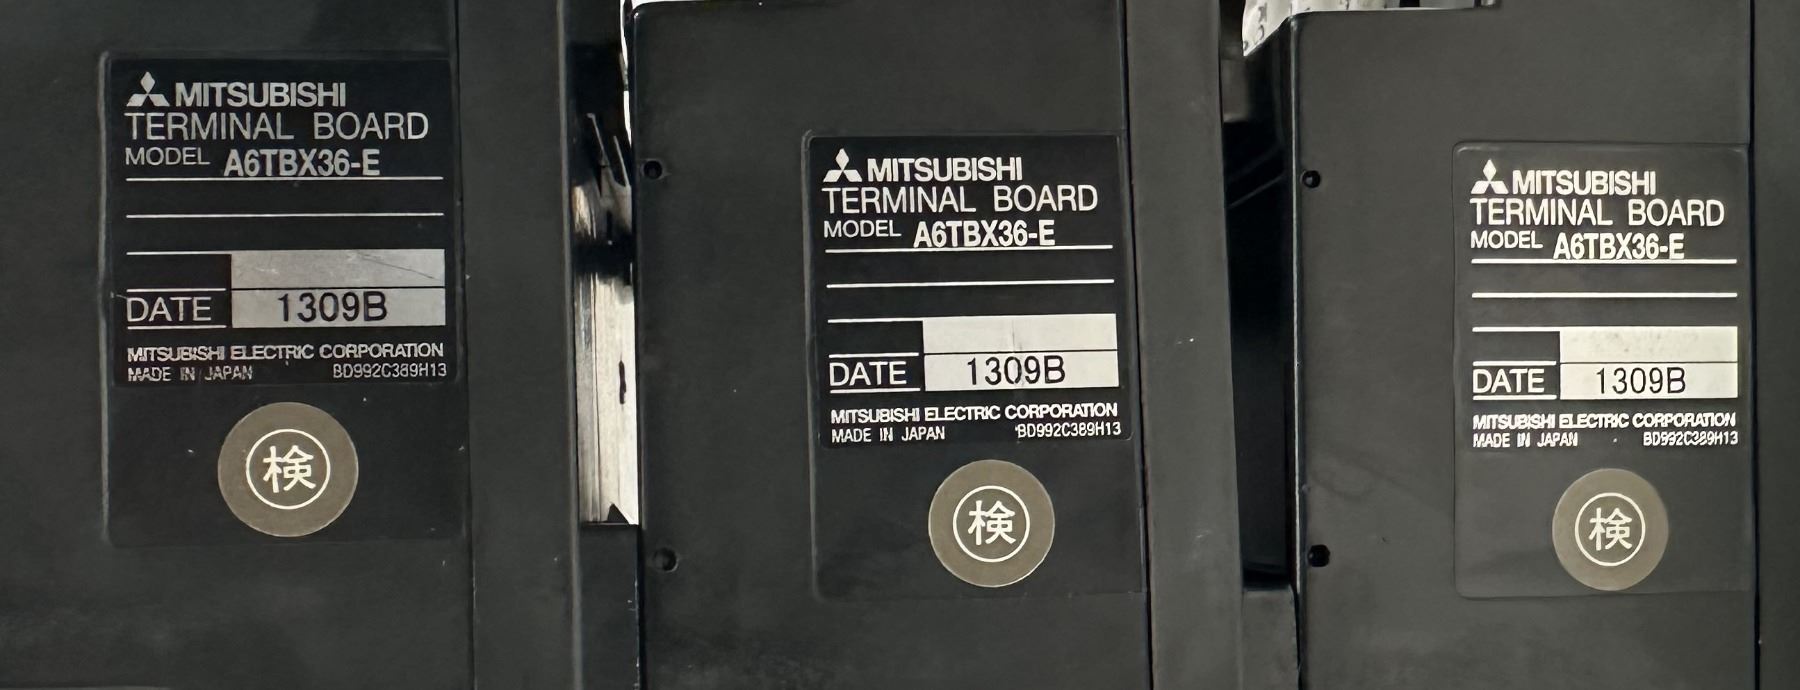 MITSUBISHI
TERMINAL BOARD
MODEL A6TBX36-E
DATE 1309B
MITSUBISHI ELECTRIC CORPORATION
MADE IN JAPAN BD992C389H13
検
MITSUBISHI
TERMINAL BOARD
MODEL A6TBX36-E
DATE 1309B
MITSUBISHI ELECTRIC CORPORATION
MADE IN JAPAN BD992C389H13
検
MITSUBISHI
TERMINAL BOARD
MODEL A6TBX36-E
DATE 1309B
MITSUBISHI ELECTRIC CORPORATION
MADE IN JAPAN BD992C389H13
検